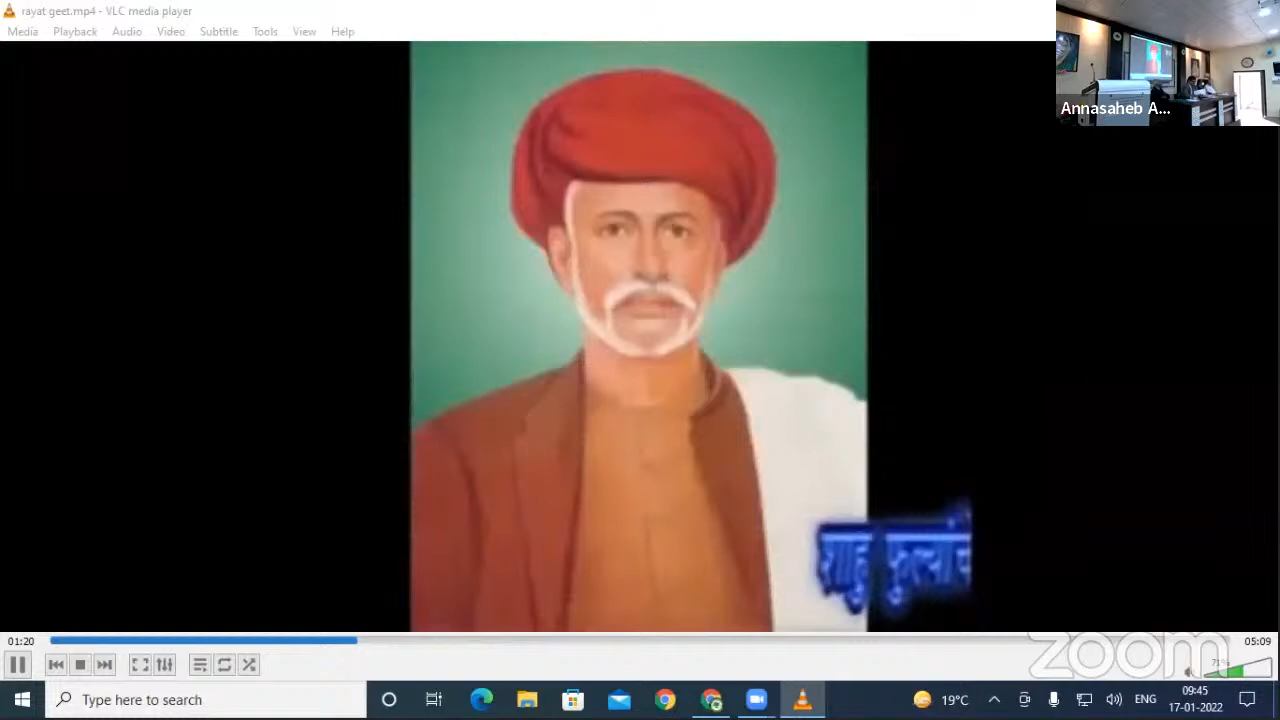 rayat geet.mp4 - VLC media player
Media Playback Audio Video Subtitle Tools View Help
Annasaheb A...
शाहु फुल्यां
01:20
05:09
zoom
71%
Type here to search
19°C
ENG
09:45
17-01-2022